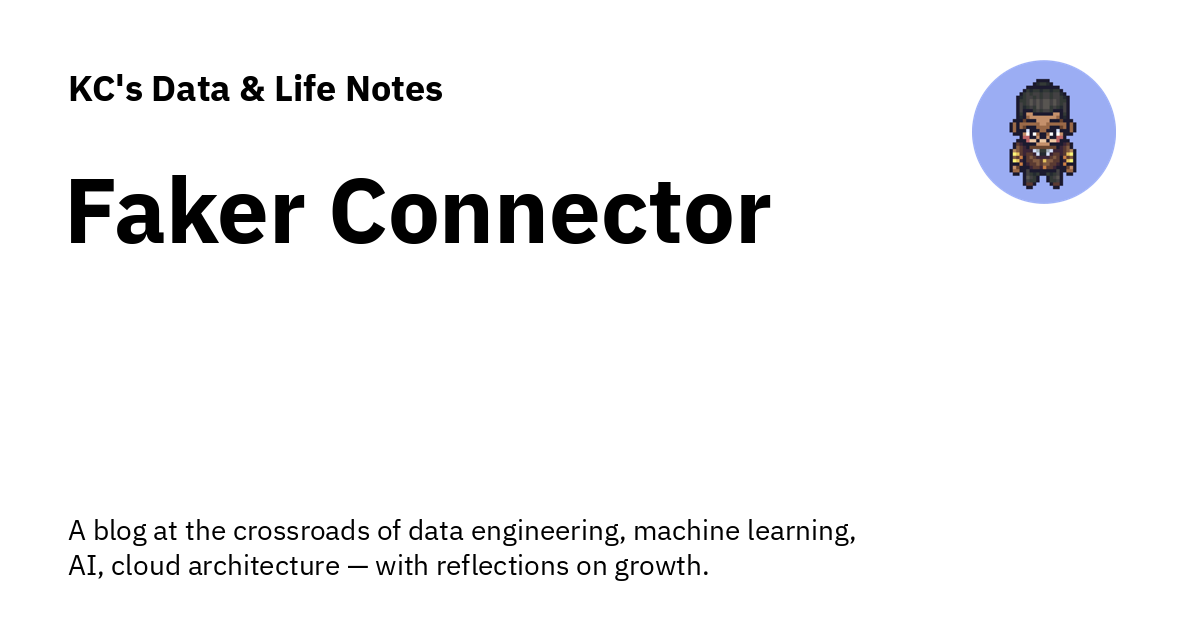 KC's Data & Life Notes
Faker Connector
A blog at the crossroads of data engineering, machine learning,
AI, cloud architecture — with reflections on growth.